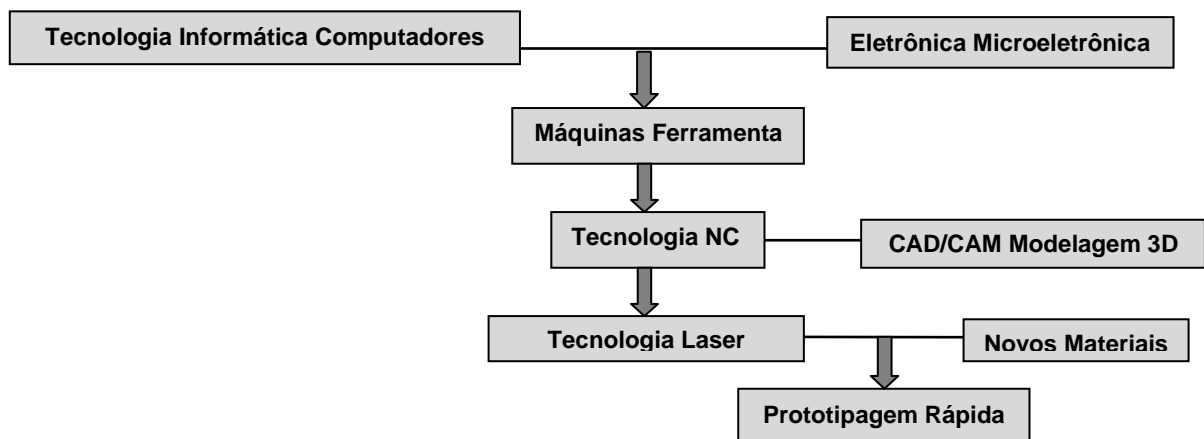 Tecnologia Informática Computadores
Eletrônica Microeletrônica
Máquinas Ferramenta
Tecnologia NC
CAD/CAM Modelagem 3D
Tecnologia Laser
Novos Materiais
Prototipagem Rápida